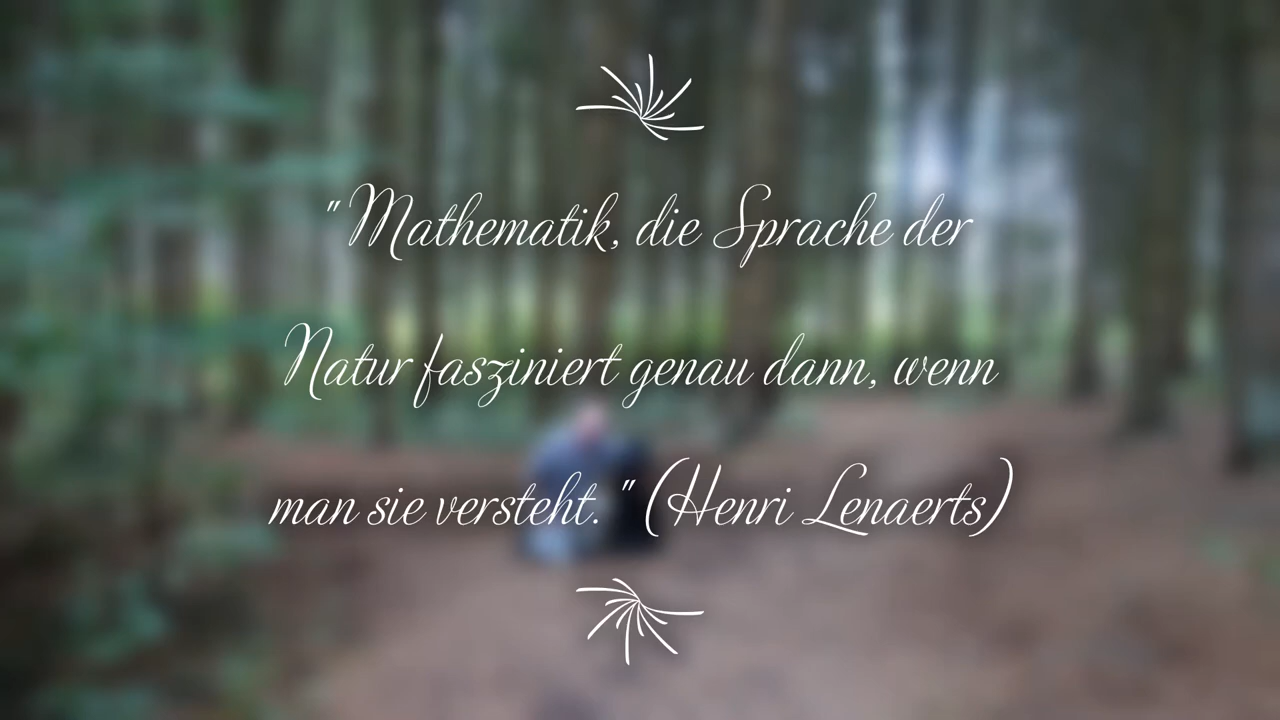 "Mathematik, die Sprache der
Natur fasziniert genau dann, wenn
man sie versteht." (Henri Lenaerts)